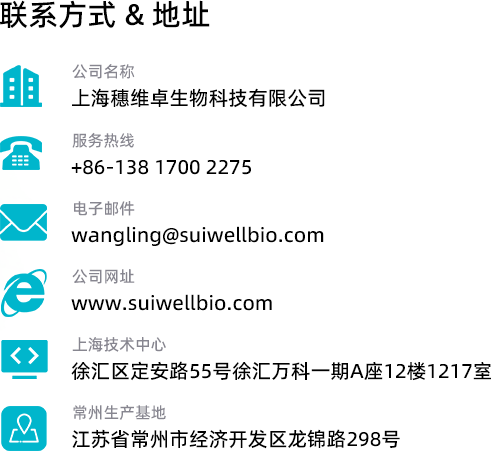 联系方式 & 地址
公司名称
上海穗维卓生物科技有限公司
服务热线
+86-138 1700 2275
电子邮件
wangling@suiwellbio.com
公司网址
www.suiwellbio.com
上海技术中心
徐汇区定安路55号徐汇万科一期A座12楼1217室
常州生产基地
江苏省常州市经济开发区龙锦路298号